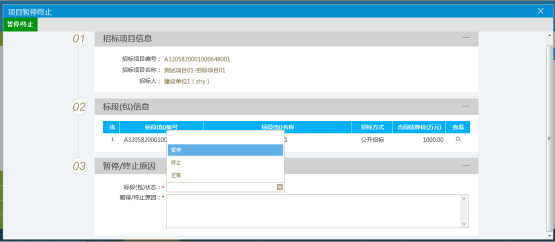 项目暂停终止
暂停/终止
01 招标项目信息
招标项目编号： A3205820001000648001
招标项目名称： 测试项目01-招标项目01
招标人： 建设单位1（zhy）
02 标段(包)信息
序 标段(包)编号 标段(包)名称 招标方式 合同估算价(万元) 查看
1 A32058200010 1 公开招标 1000.00
暂停
终止
正常
03 暂停/终止原因
标段(包)状态：*
暂停/终止原因：*